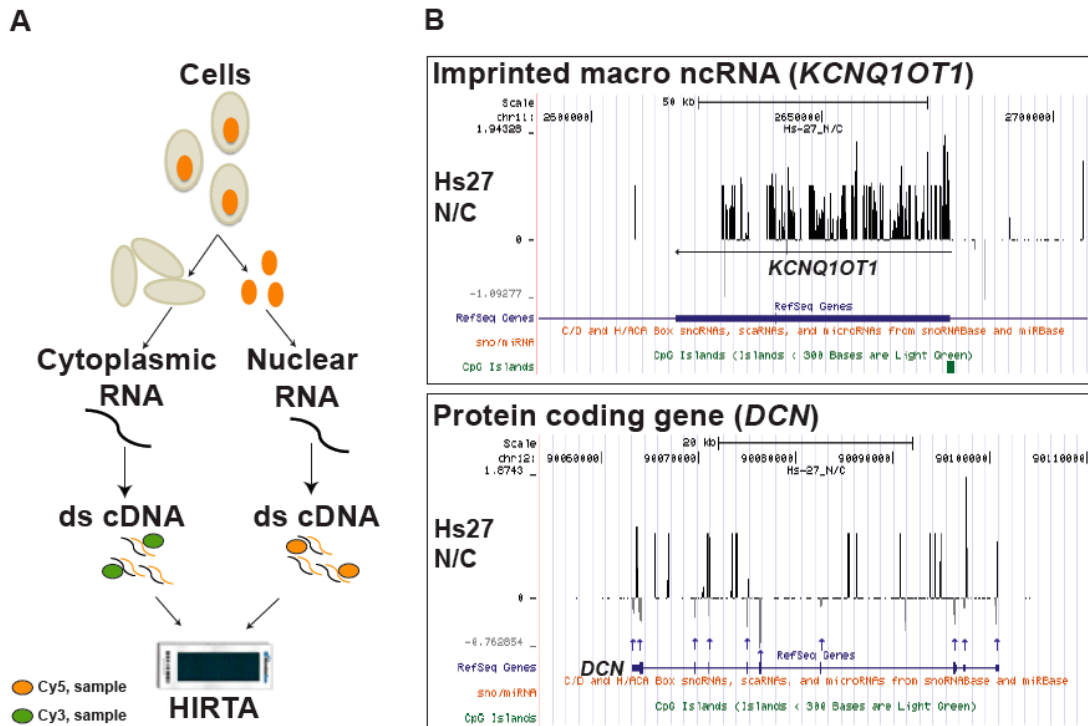 A
Cells
Cytoplasmic RNA
Nuclear RNA
ds cDNA
ds cDNA
Cy5, sample
Cy3, sample
HIRTA
B
Imprinted macro ncRNA (KCNQ1OT1)
Scale
50 kb
chr11:
2600000
2650000
2700000
1.94328 _
Hs-27_N/C
Hs27
N/C
0 _
KCNQ1OT1
-1.09277 _
RefSeq Genes
RefSeq Genes
C/D and H/ACA Box snoRNAs, scaRNAs, and microRNAs from snoRNABase and miRBase
sno/miRNA
CpG Islands (Islands < 300 Bases are Light Green)
CpG Islands
Protein coding gene (DCN)
Scale
20 kb
chr12:
90060000
90070000
90080000
90090000
90100000
90110000
1.8743 _
Hs-27_N/C
Hs27
N/C
0 _
-0.762854 _
RefSeq Genes
RefSeq Genes
DCN
C/D and H/ACA Box snoRNAs, scaRNAs, and microRNAs from snoRNABase and miRBase
sno/miRNA
CpG Islands (Islands < 300 Bases are Light Green)
CpG Islands